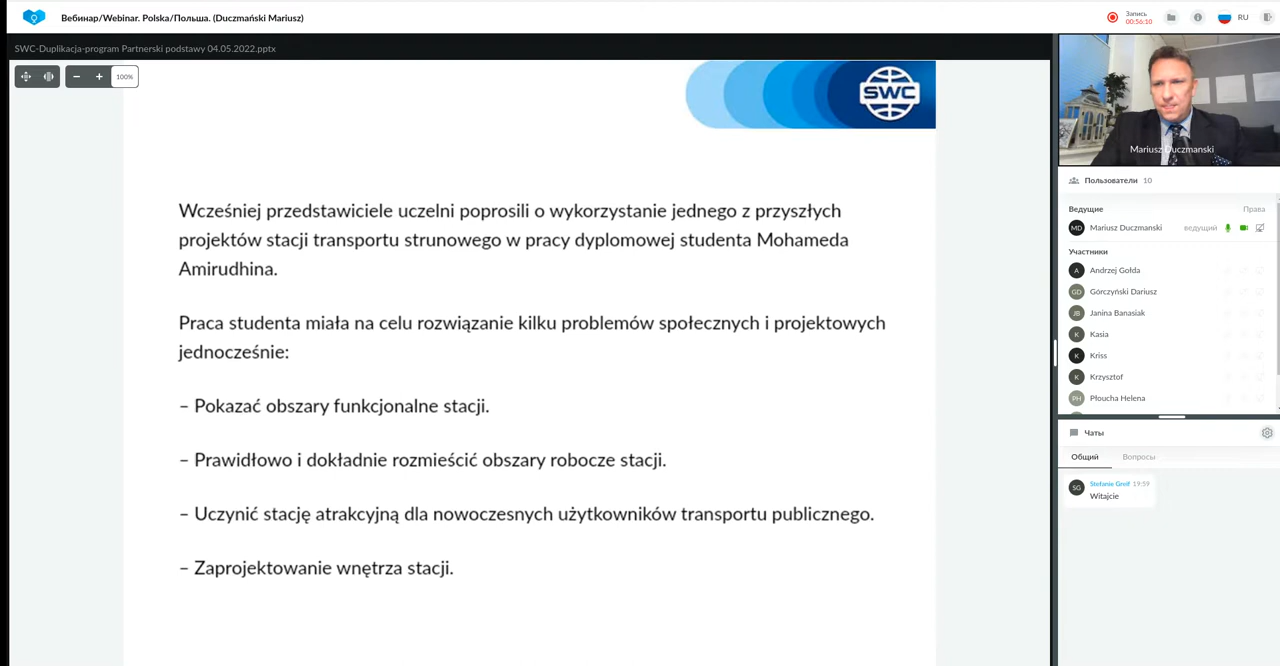 Вебинар/Webinar. Polska/Польша. (Duczmański Mariusz)
Запись
00:56:10
RU
SWC-Duplikacja-program Partnerski podstawy 04.05.2022.pptx
100%
SWC
Wcześniej przedstawiciele uczelni poprosili o wykorzystanie jednego z przyszłych
projektów stacji transportu strunowego w pracy dyplomowej studenta Mohameda
Amirudhina.
Praca studenta miała na celu rozwiązanie kilku problemów społecznych i projektowych
jednocześnie:
– Pokazać obszary funkcjonalne stacji.
– Prawidłowo i dokładnie rozmieścić obszary robocze stacji.
– Uczynić stację atrakcyjną dla nowoczesnych użytkowników transportu publicznego.
– Zaprojektowanie wnętrza stacji.
Mariusz Duczmanski
Пользователи 10
Ведущие Права
MD Mariusz Duczmanski ведущий
Участники
A Andrzej Gołda
GD Górczyński Dariusz
JB Janina Banasiak
K Kasia
K Kriss
K Krzysztof
PH Płoucha Helena
Чаты
Общий Вопросы
SG Stefanie Greif 19:59
Witajcie